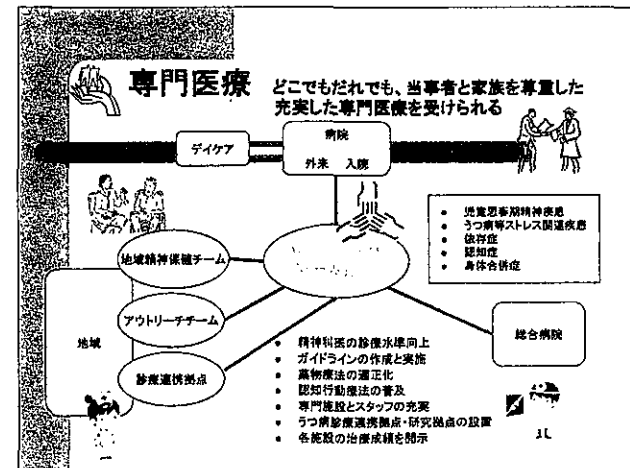 専門医療
どこでもだれでも、当事者と家族を尊重した
充実した専門医療を受けられる
デイケア
病院
外来 入院
• 児童思春期精神疾患
• うつ病等ストレス関連疾患
• 依存症
• 認知症
• 身体合併症
地域精神保健チーム
アウトリーチチーム
地域
診療連携拠点
総合病院
• 精神科医の診療水準向上
• ガイドラインの作成と実施
• 薬物療法の適正化
• 認知行動療法の普及
• 専門施設とスタッフの充実
• うつ病診療連携拠点・研究拠点の設置
• 各施設の治療成績を開示